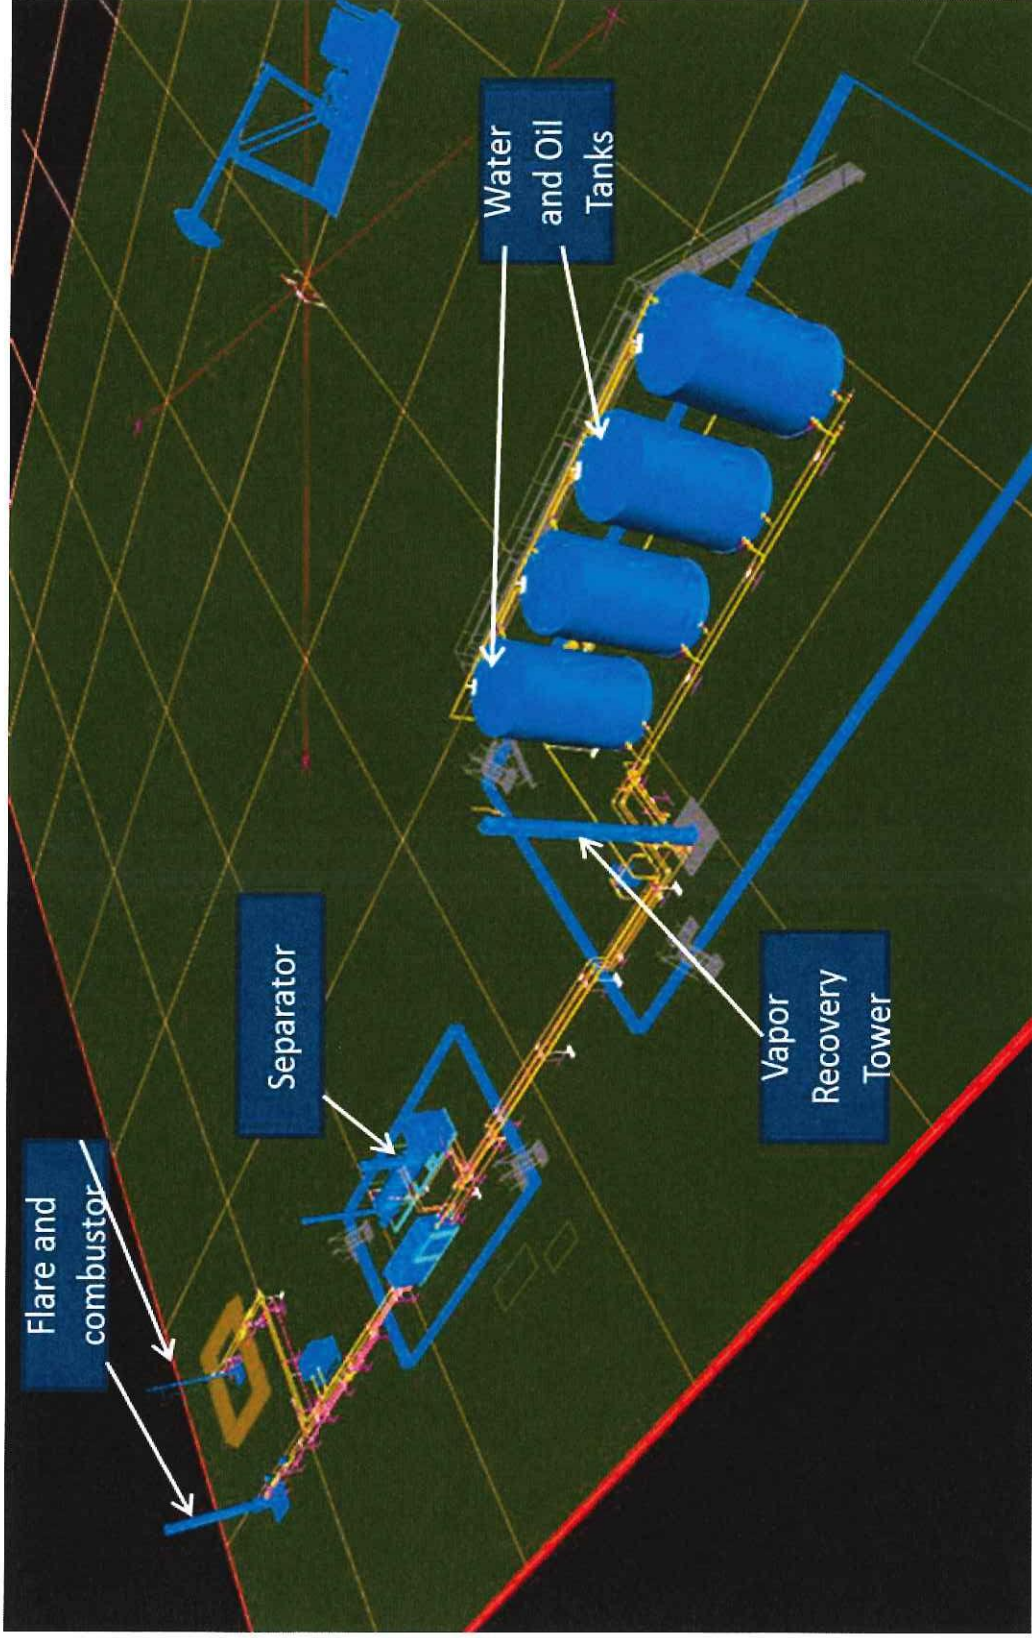 Flare and
combustor
Separator
Vapor
Recovery
Tower
Water
and Oil
Tanks